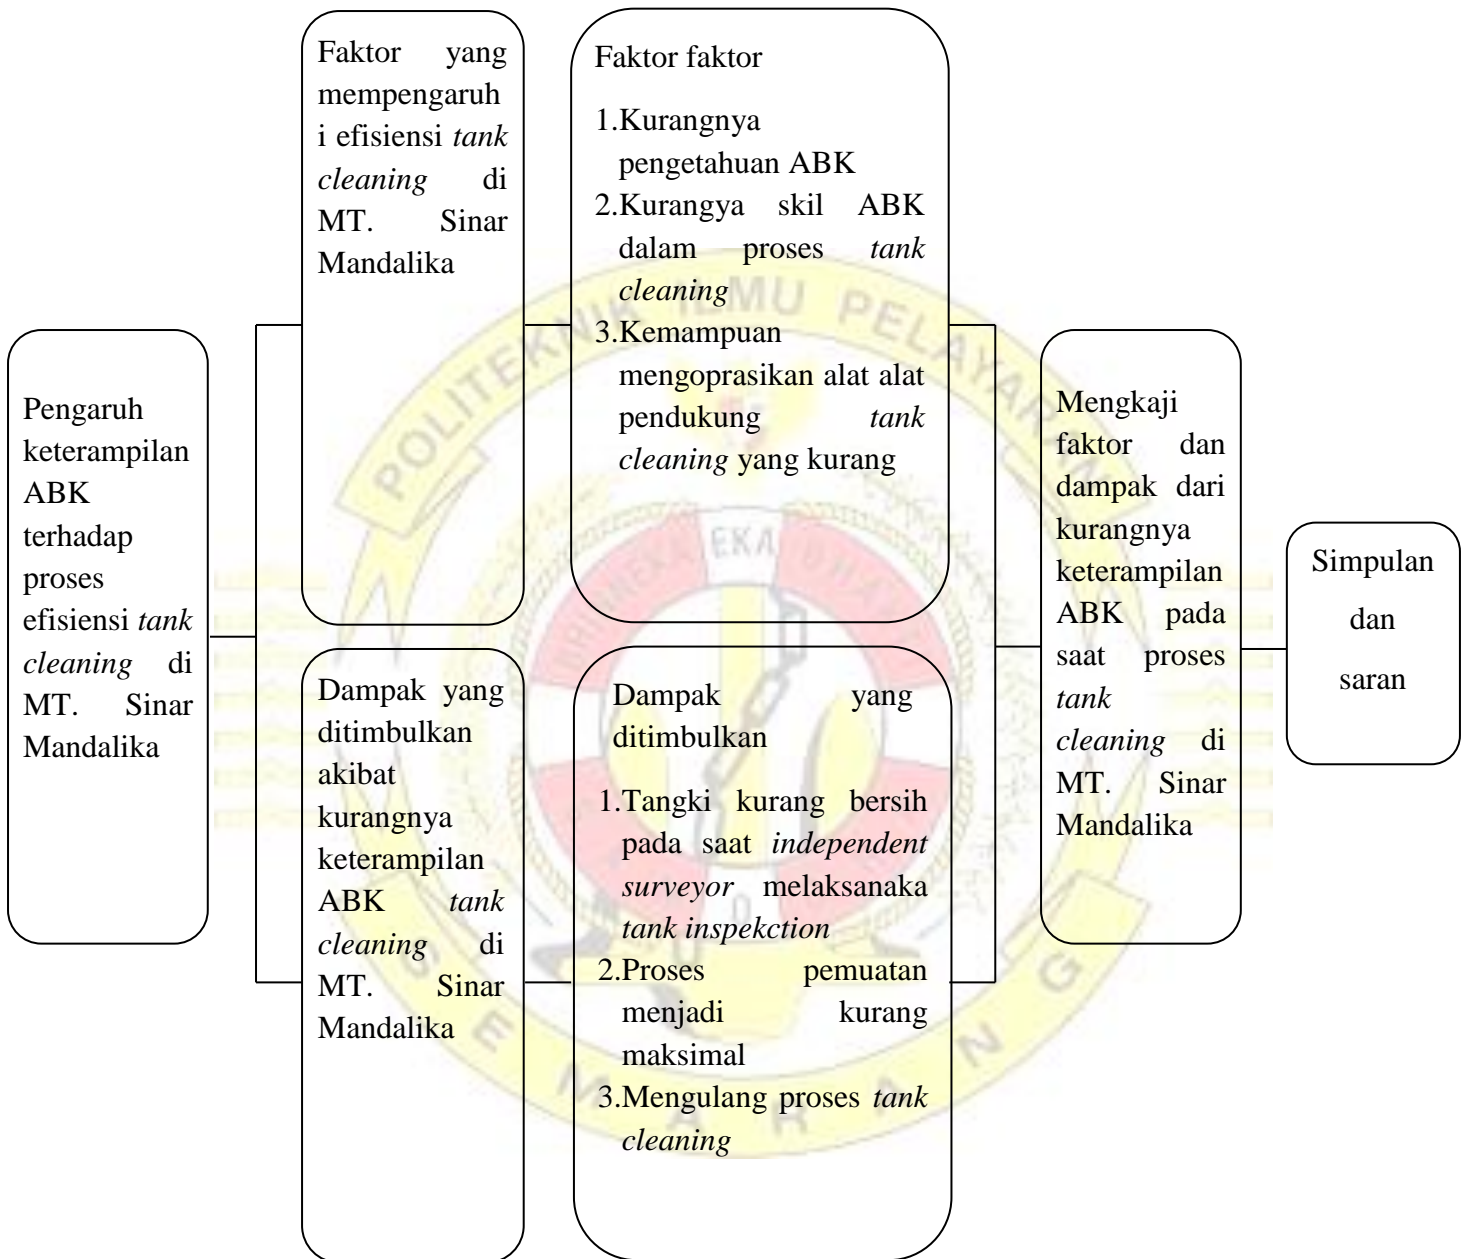 Pengaruh
keterampilan
ABK
terhadap
proses
efisiensi tank
cleaning di
MT. Sinar
Mandalika
Faktor yang
mempengaruh
i efisiensi tank
cleaning di
MT. Sinar
Mandalika
Faktor faktor
1.Kurangnya
pengetahuan ABK
2.Kurangya skil ABK
dalam proses tank
cleaning
3.Kemampuan
mengoprasikan alat alat
pendukung tank
cleaning yang kurang
Dampak yang
ditimbulkan
akibat
kurangnya
keterampilan
ABK tank
cleaning di
MT. Sinar
Mandalika
Dampak yang
ditimbulkan
1.Tangki kurang bersih
pada saat independent
surveyor melaksanaka
tank inspekction
2.Proses pemuatan
menjadi kurang
maksimal
3.Mengulang proses tank
cleaning
Mengkaji
faktor dan
dampak dari
kurangnya
keterampilan
ABK pada
saat proses
tank
cleaning di
MT. Sinar
Mandalika
Simpulan
dan
saran
POLITEKNIK ILMU PELAYARAN
SEMARANG